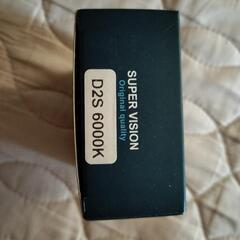 SUPER VISION
Original quality
D2S 6000K